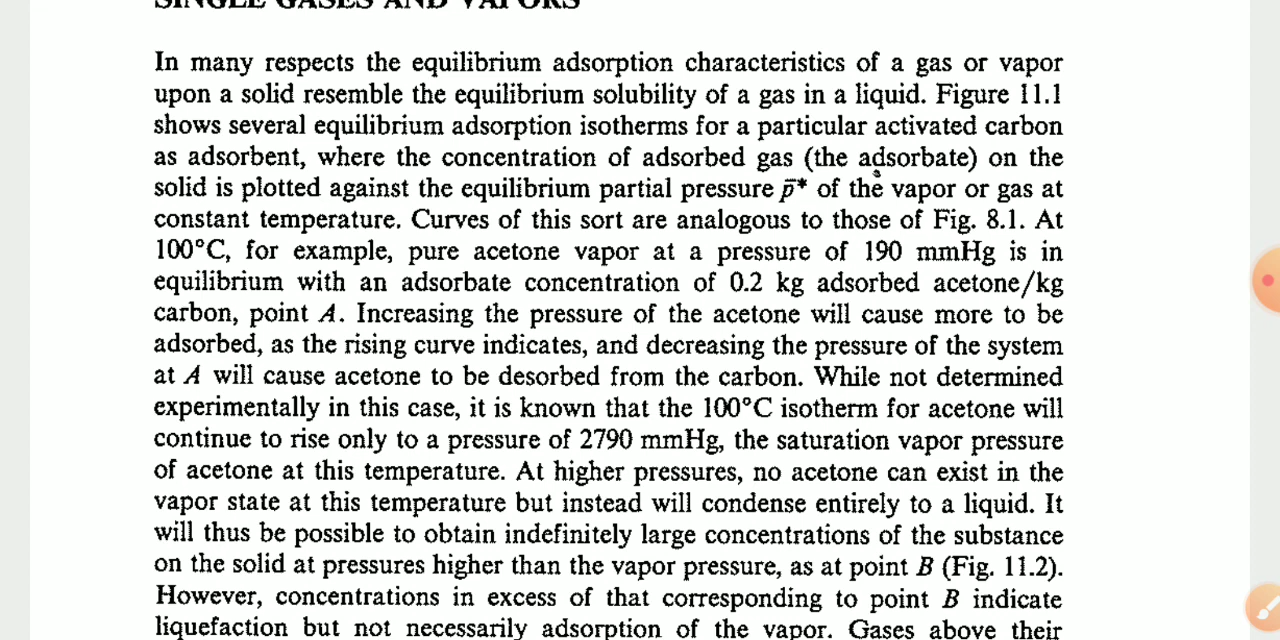 SINGLE GASES AND VAPORS
In many respects the equilibrium adsorption characteristics of a gas or vapor
upon a solid resemble the equilibrium solubility of a gas in a liquid. Figure 11.1
shows several equilibrium adsorption isotherms for a particular activated carbon
as adsorbent, where the concentration of adsorbed gas (the adsorbate) on the
solid is plotted against the equilibrium partial pressure p̄* of the vapor or gas at
constant temperature. Curves of this sort are analogous to those of Fig. 8.1. At
100°C, for example, pure acetone vapor at a pressure of 190 mmHg is in
equilibrium with an adsorbate concentration of 0.2 kg adsorbed acetone/kg
carbon, point A. Increasing the pressure of the acetone will cause more to be
adsorbed, as the rising curve indicates, and decreasing the pressure of the system
at A will cause acetone to be desorbed from the carbon. While not determined
experimentally in this case, it is known that the 100°C isotherm for acetone will
continue to rise only to a pressure of 2790 mmHg, the saturation vapor pressure
of acetone at this temperature. At higher pressures, no acetone can exist in the
vapor state at this temperature but instead will condense entirely to a liquid. It
will thus be possible to obtain indefinitely large concentrations of the substance
on the solid at pressures higher than the vapor pressure, as at point B (Fig. 11.2).
However, concentrations in excess of that corresponding to point B indicate
liquefaction but not necessarily adsorption of the vapor. Gases above their